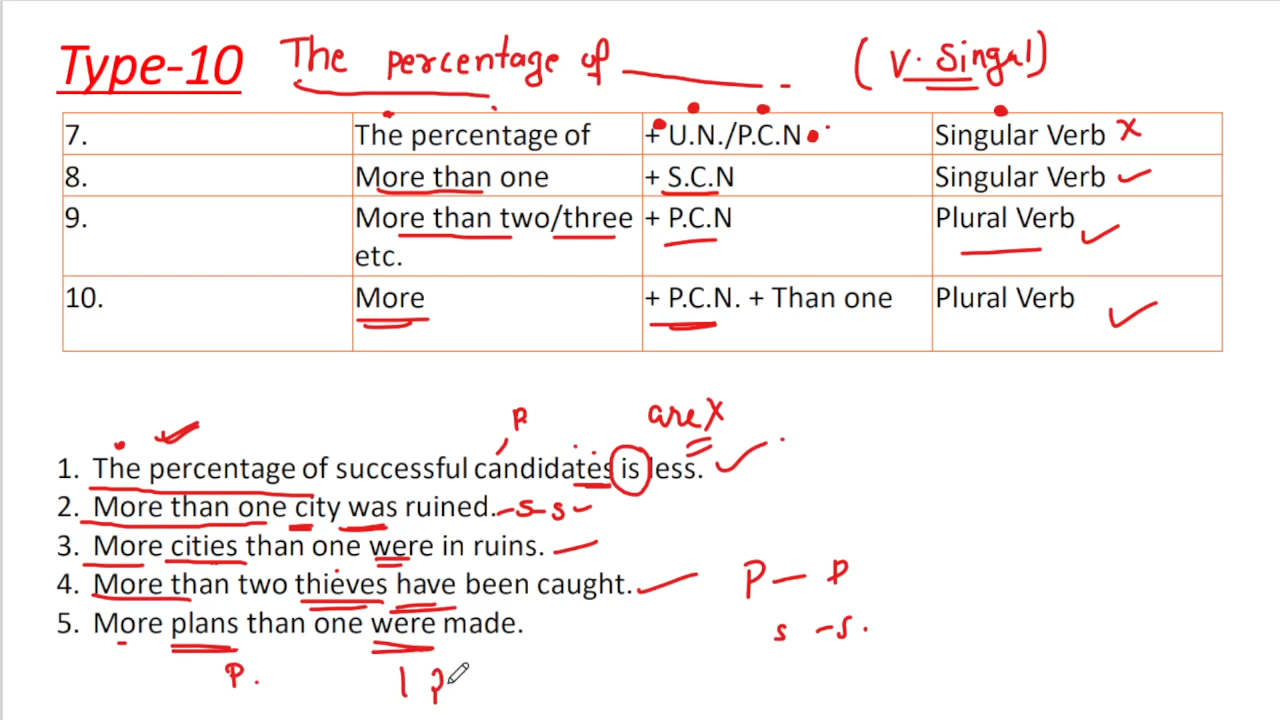 Type-10 The percentage of ______. (V. Singal)
7. The percentage of + U.N./P.C.N Singular Verb x
8. More than one + S.C.N Singular Verb ✓
9. More than two/three etc. + P.C.N Plural Verb ✓
10. More + P.C.N. + Than one Plural Verb ✓
P are X
1. The percentage of successful candidates is less. ✓
2. More than one city was ruined. -s-s
3. More cities than one were in ruins.
4. More than two thieves have been caught. ✓ P - P
s - s.
5. More plans than one were made.
P. 1 p